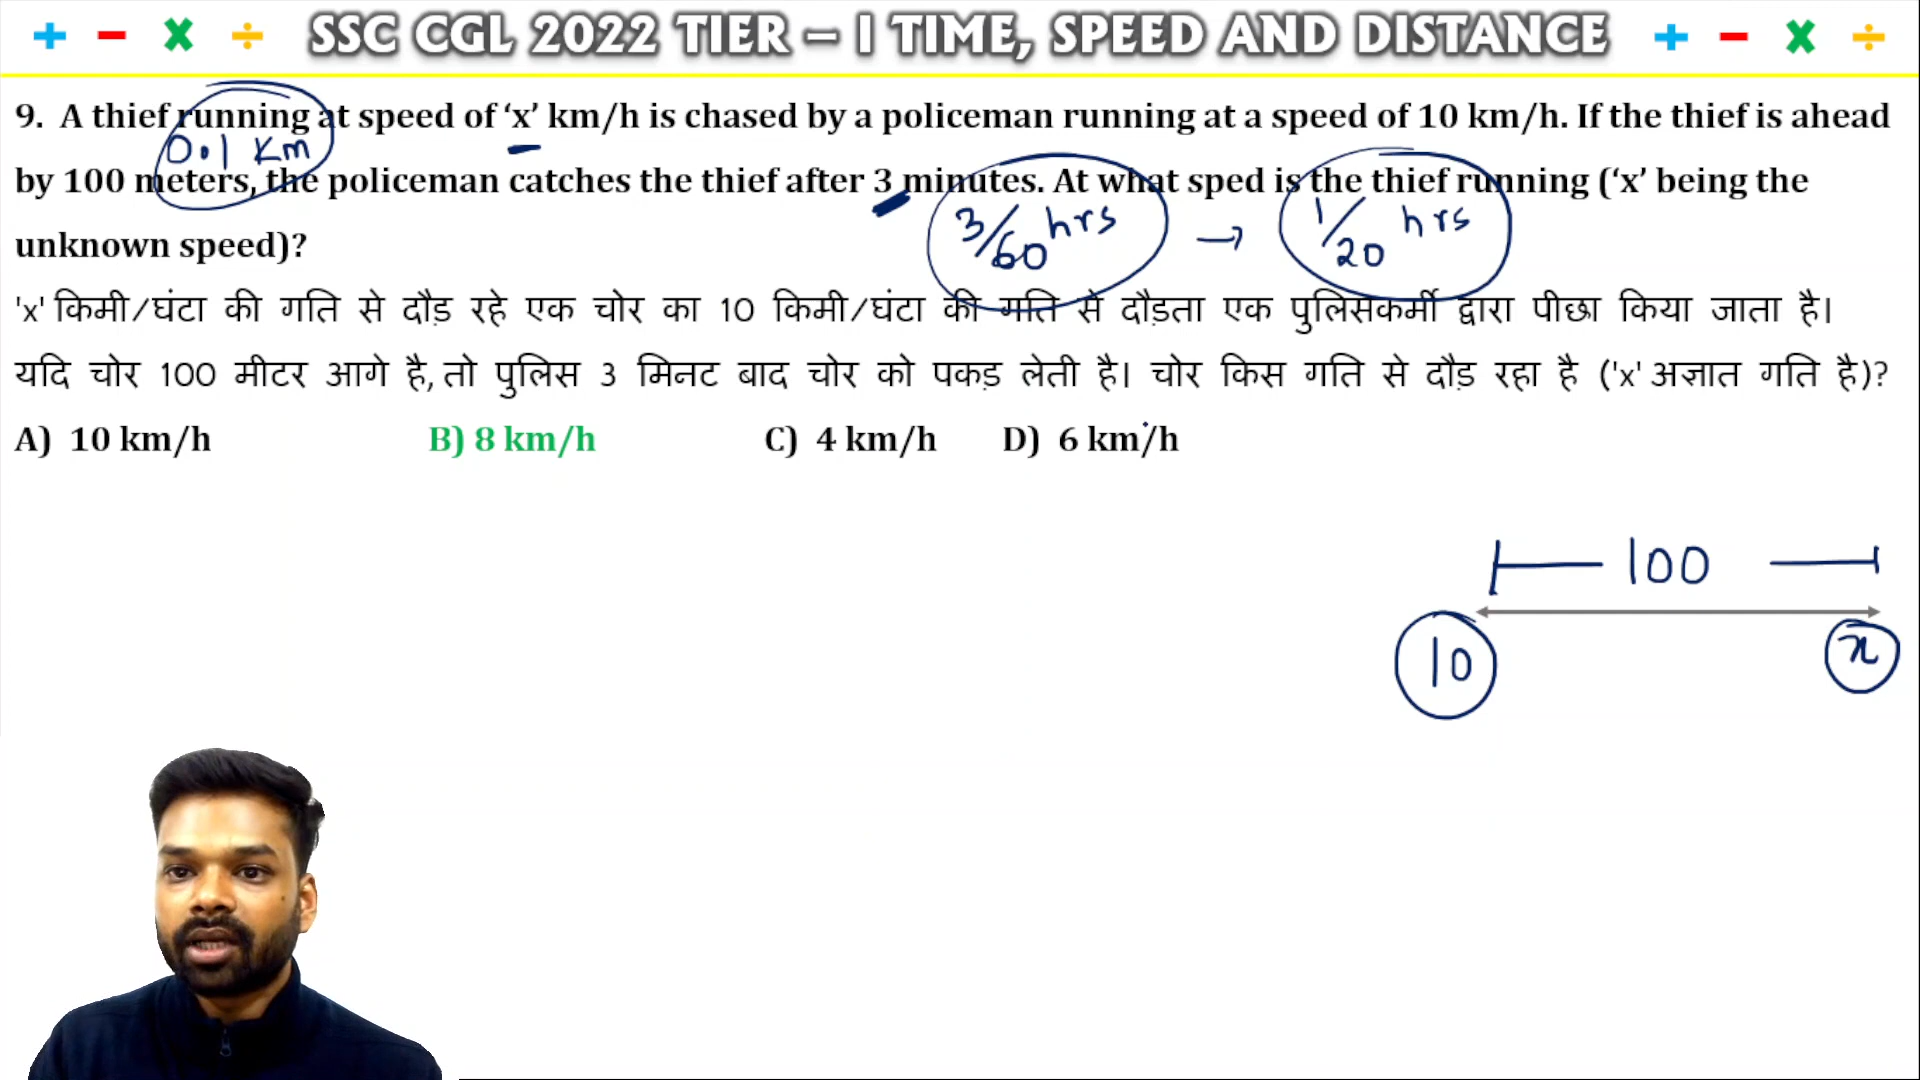 + - × ÷ SSC CGL 2022 TIER – I TIME, SPEED AND DISTANCE + - × ÷
9. A thief running at speed of ‘x’ km/h is chased by a policeman running at a speed of 10 km/h. If the thief is ahead
0.1 Km
by 100 meters, the policeman catches the thief after 3 minutes. At what sped is the thief running (‘x’ being the
3/60 hrs → 1/20 hrs
unknown speed)?
'x' किमी/घंटा की गति से दौड़ रहे एक चोर का 10 किमी/घंटा की गति से दौड़ता एक पुलिसकर्मी द्वारा पीछा किया जाता है।
यदि चोर 100 मीटर आगे है, तो पुलिस 3 मिनट बाद चोर को पकड़ लेती है। चोर किस गति से दौड़ रहा है ('x' अज्ञात गति है)?
A) 10 km/h B) 8 km/h C) 4 km/h D) 6 km/h
100
10 x